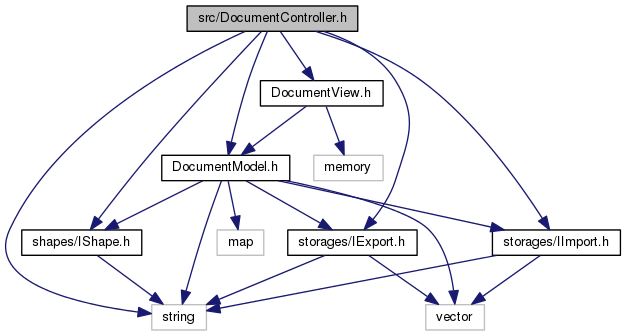 src/DocumentController.h
DocumentView.h
DocumentModel.h
memory
shapes/IShape.h
map
storages/IExport.h
storages/IImport.h
string
vector